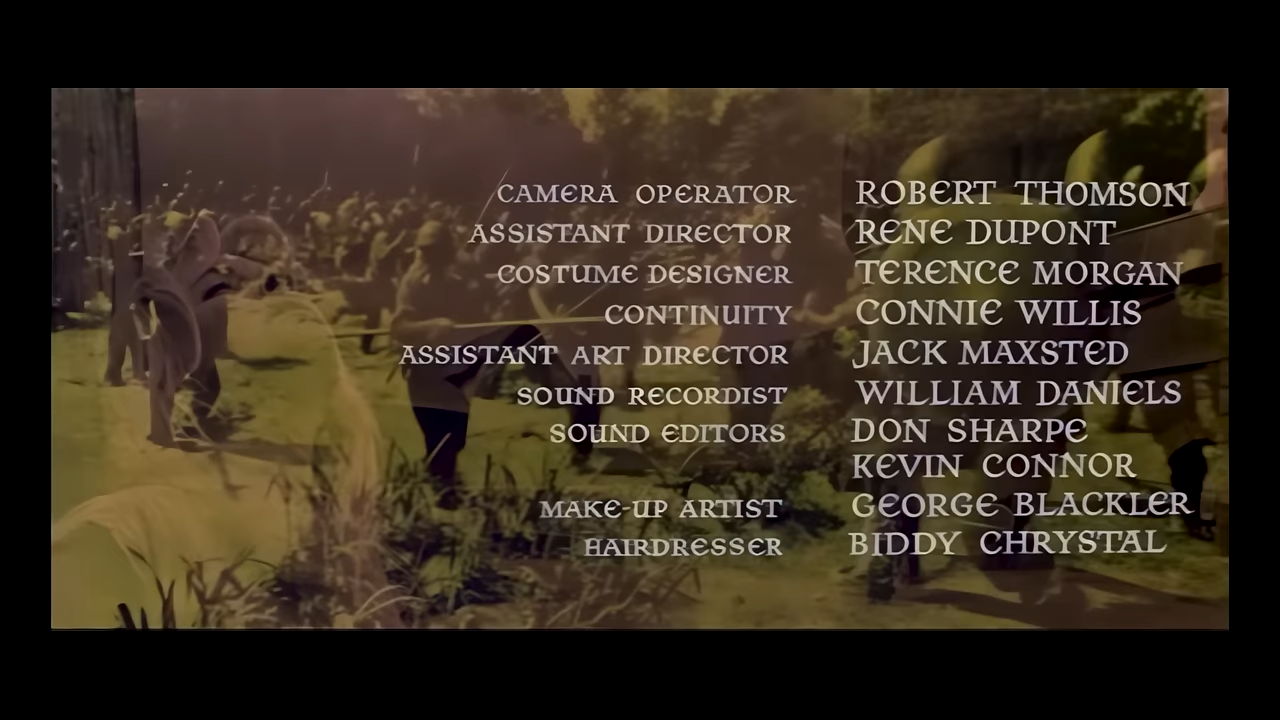 CAMERA OPERATOR ROBERT THOMSON
ASSISTANT DIRECTOR RENE DUPONT
COSTUME DESIGNER TERENCE MORGAN
CONTINUITY CONNIE WILLIS
ASSISTANT ART DIRECTOR JACK MAXSTED
SOUND RECORDIST WILLIAM DANIELS
SOUND EDITORS DON SHARPE
KEVIN CONNOR
MAKE-UP ARTIST GEORGE BLACKLER
HAIRDRESSER BIDDY CHRYSTAL